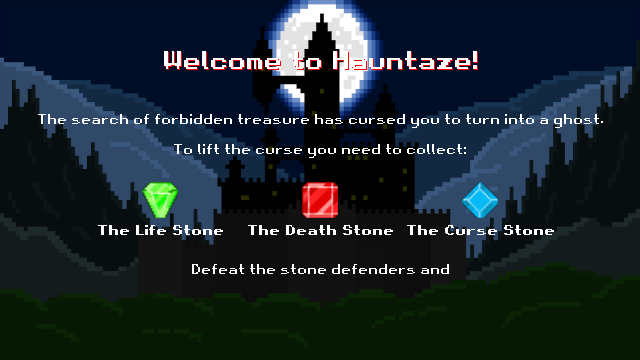 Welcome to Hauntaze!
The search of forbidden treasure has cursed you to turn into a ghost.
To lift the curse you need to collect:
The Life Stone The Death Stone The Curse Stone
Defeat the stone defenders and